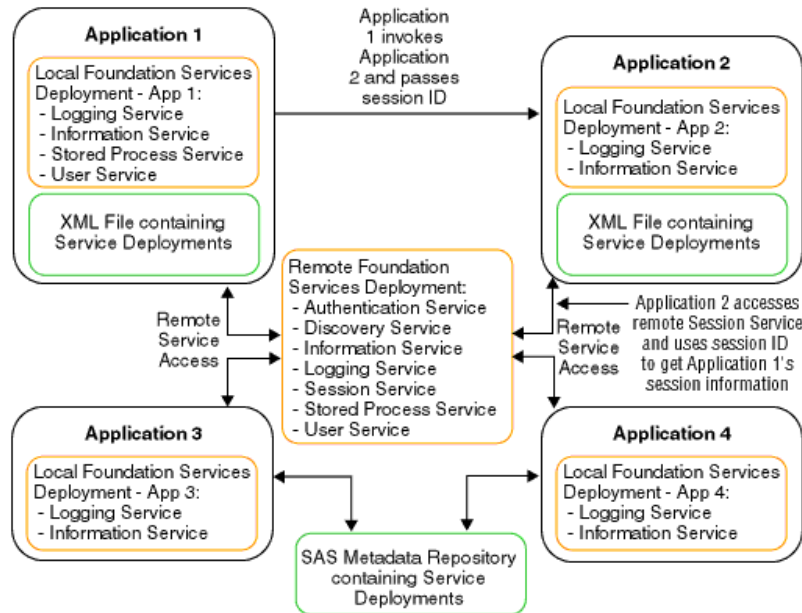 Application 1
Local Foundation Services
Deployment - App 1:
- Logging Service
- Information Service
- Stored Process Service
- User Service
XML File containing
Service Deployments
Application
1 invokes
Application
2 and passes
session ID
Application 2
Local Foundation Services
Deployment - App 2:
- Logging Service
- Information Service
XML File containing
Service Deployments
Remote Foundation
Services Deployment:
- Authentication Service
- Discovery Service
- Information Service
- Logging Service
- Session Service
- Stored Process Service
- User Service
Remote
Service
Access
Remote
Service
Access
Application 2 accesses
remote Session Service
and uses session ID
to get Application 1's
session information
Application 3
Local Foundation Services
Deployment - App 3:
- Logging Service
- Information Service
Application 4
Local Foundation Services
Deployment - App 4:
- Logging Service
- Information Service
SAS Metadata Repository
containing Service
Deployments